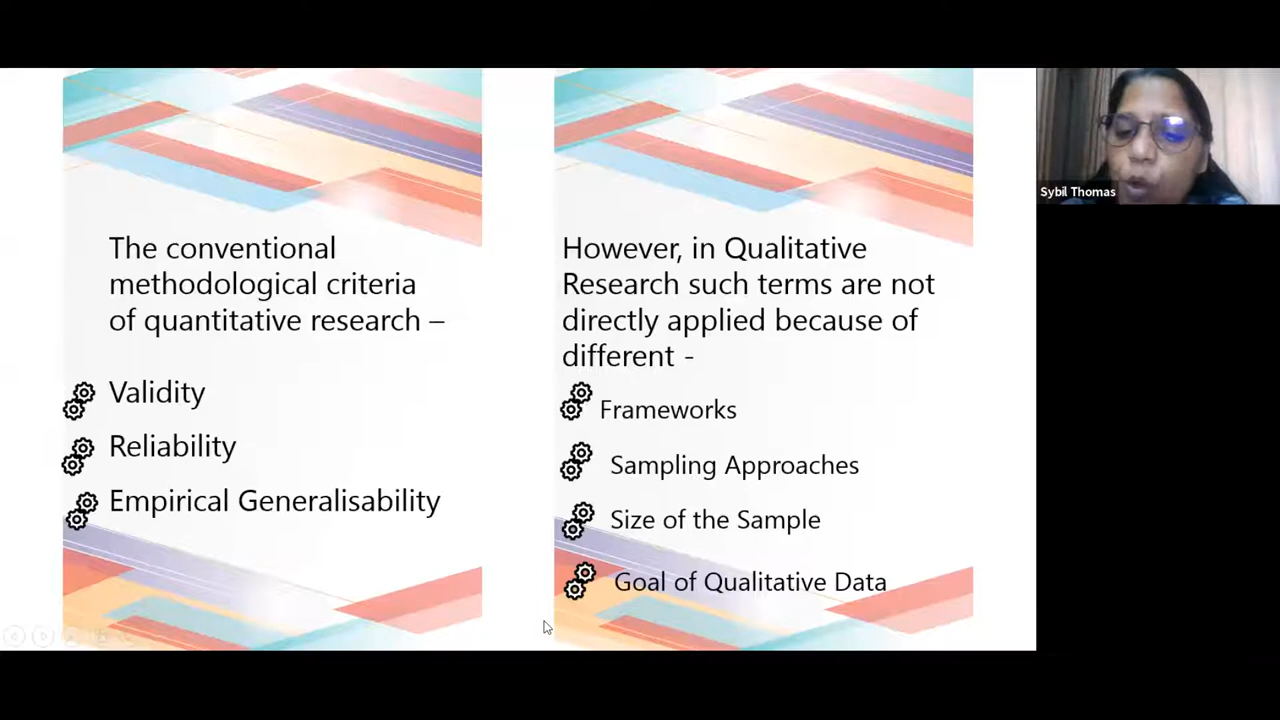 The conventional
methodological criteria
of quantitative research –
Validity
Reliability
Empirical Generalisability
However, in Qualitative
Research such terms are not
directly applied because of
different -
Frameworks
Sampling Approaches
Size of the Sample
Goal of Qualitative Data
Sybil Thomas